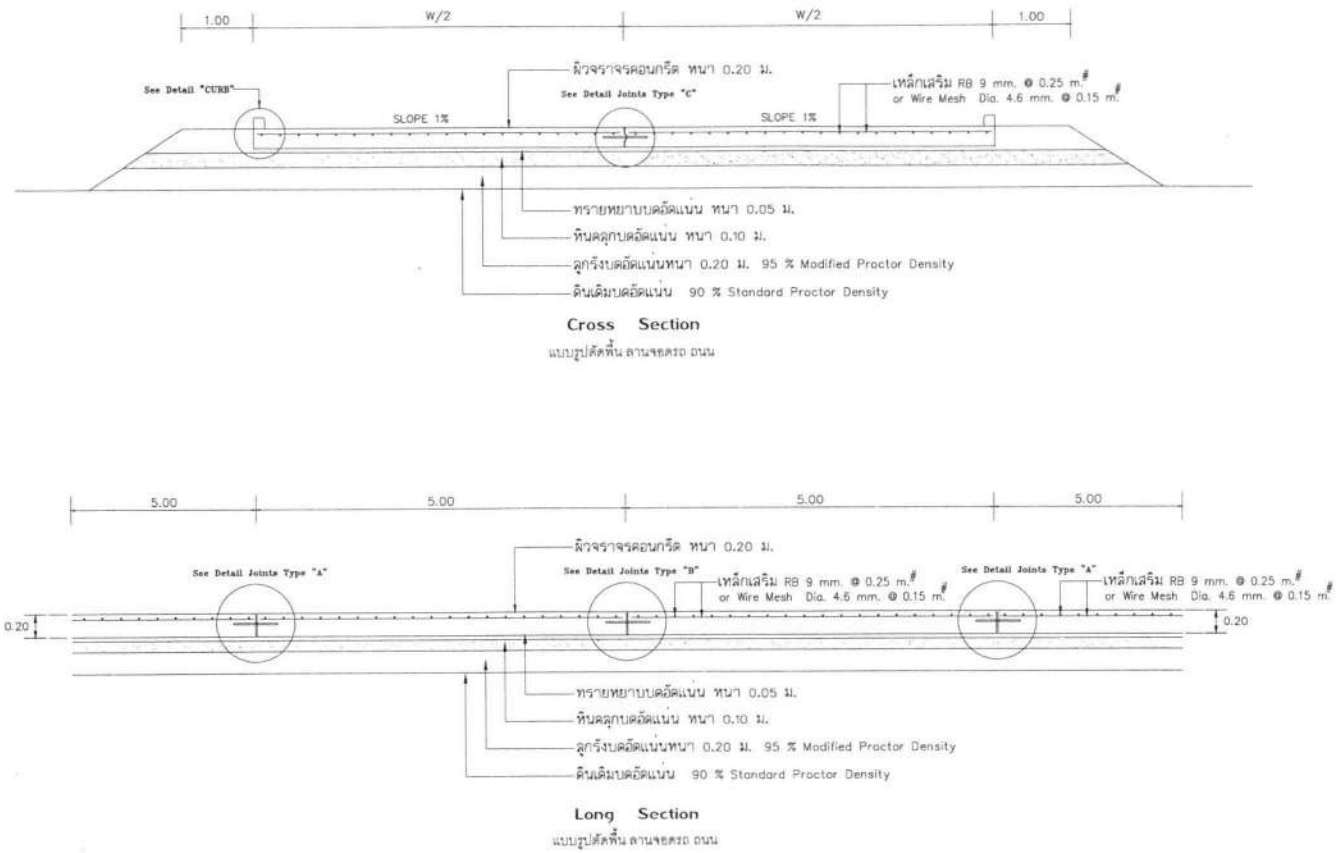 1.00 W/2 W/2 1.00
ผิวจราจรคอนกรีต หนา 0.20 ม.
See Detail "CURB"
See Detail Joints Type "C"
เหล็กเสริม RB 9 mm. @ 0.25 m.#
or Wire Mesh Dia. 4.6 mm. @ 0.15 m.#
SLOPE 1% SLOPE 1%
ทรายหยาบบดอัดแน่น หนา 0.05 ม.
หินคลุกบดอัดแน่น หนา 0.10 ม.
ลูกรังบดอัดแน่นหนา 0.20 ม. 95 % Modified Proctor Density
ดินเดิมบดอัดแน่น 90 % Standard Proctor Density
Cross Section
แบบรูปตัดพื้น ลานจอดรถ ถนน
5.00 5.00 5.00 5.00
ผิวจราจรคอนกรีต หนา 0.20 ม.
See Detail Joints Type "A"
See Detail Joints Type "B"
See Detail Joints Type "A"
เหล็กเสริม RB 9 mm. @ 0.25 m.#
or Wire Mesh Dia. 4.6 mm. @ 0.15 m.#
เหล็กเสริม RB 9 mm. @ 0.25 m.#
or Wire Mesh Dia. 4.6 mm. @ 0.15 m.#
0.20 0.20
ทรายหยาบบดอัดแน่น หนา 0.05 ม.
หินคลุกบดอัดแน่น หนา 0.10 ม.
ลูกรังบดอัดแน่นหนา 0.20 ม. 95 % Modified Proctor Density
ดินเดิมบดอัดแน่น 90 % Standard Proctor Density
Long Section
แบบรูปตัดพื้น ลานจอดรถ ถนน